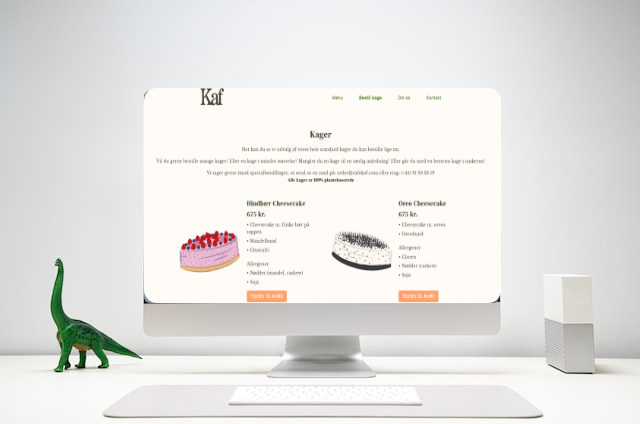 Kaf
Menu
Bestil kage
Om os
Kontakt
Kager
Her kan du se et udvalg af vores hele standard kager du kan bestille lige nu.
Vil du gerne bestille mange kager? Eller en kage i mindre størrelse? Mangler du en kage til en særlig anledning? Eller går du med en bestemt kage i tankerne?
Vi tager gerne imod specialbestillinger, så send os en mail på: order@cafekaf.com eller ring:
Alle kager er 100% plantebaserede
Hindbær Cheesecake
675 kr.
• Cheesecake m. friske bær på
toppen
• Mandelbund
• Glutenfri
Allergener
• Nødder (mandel, cashew)
• Soja
TILFØJ TIL KURV
Oreo Cheesecake
675 kr.
• Cheesecake m. oreos
• Oreobund
Allergener
• Gluten
• Nødder (cashew)
• Soja
TILFØJ TIL KURV